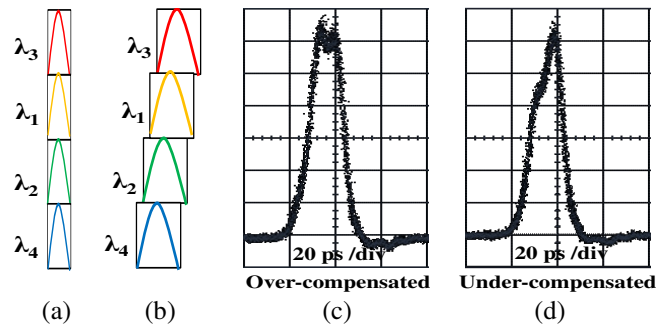 λ3
λ1
λ2
λ4
λ3
λ1
λ2
λ4
20 ps /div
Over-compensated
20 ps /div
Under-compensated
(a)
(b)
(c)
(d)